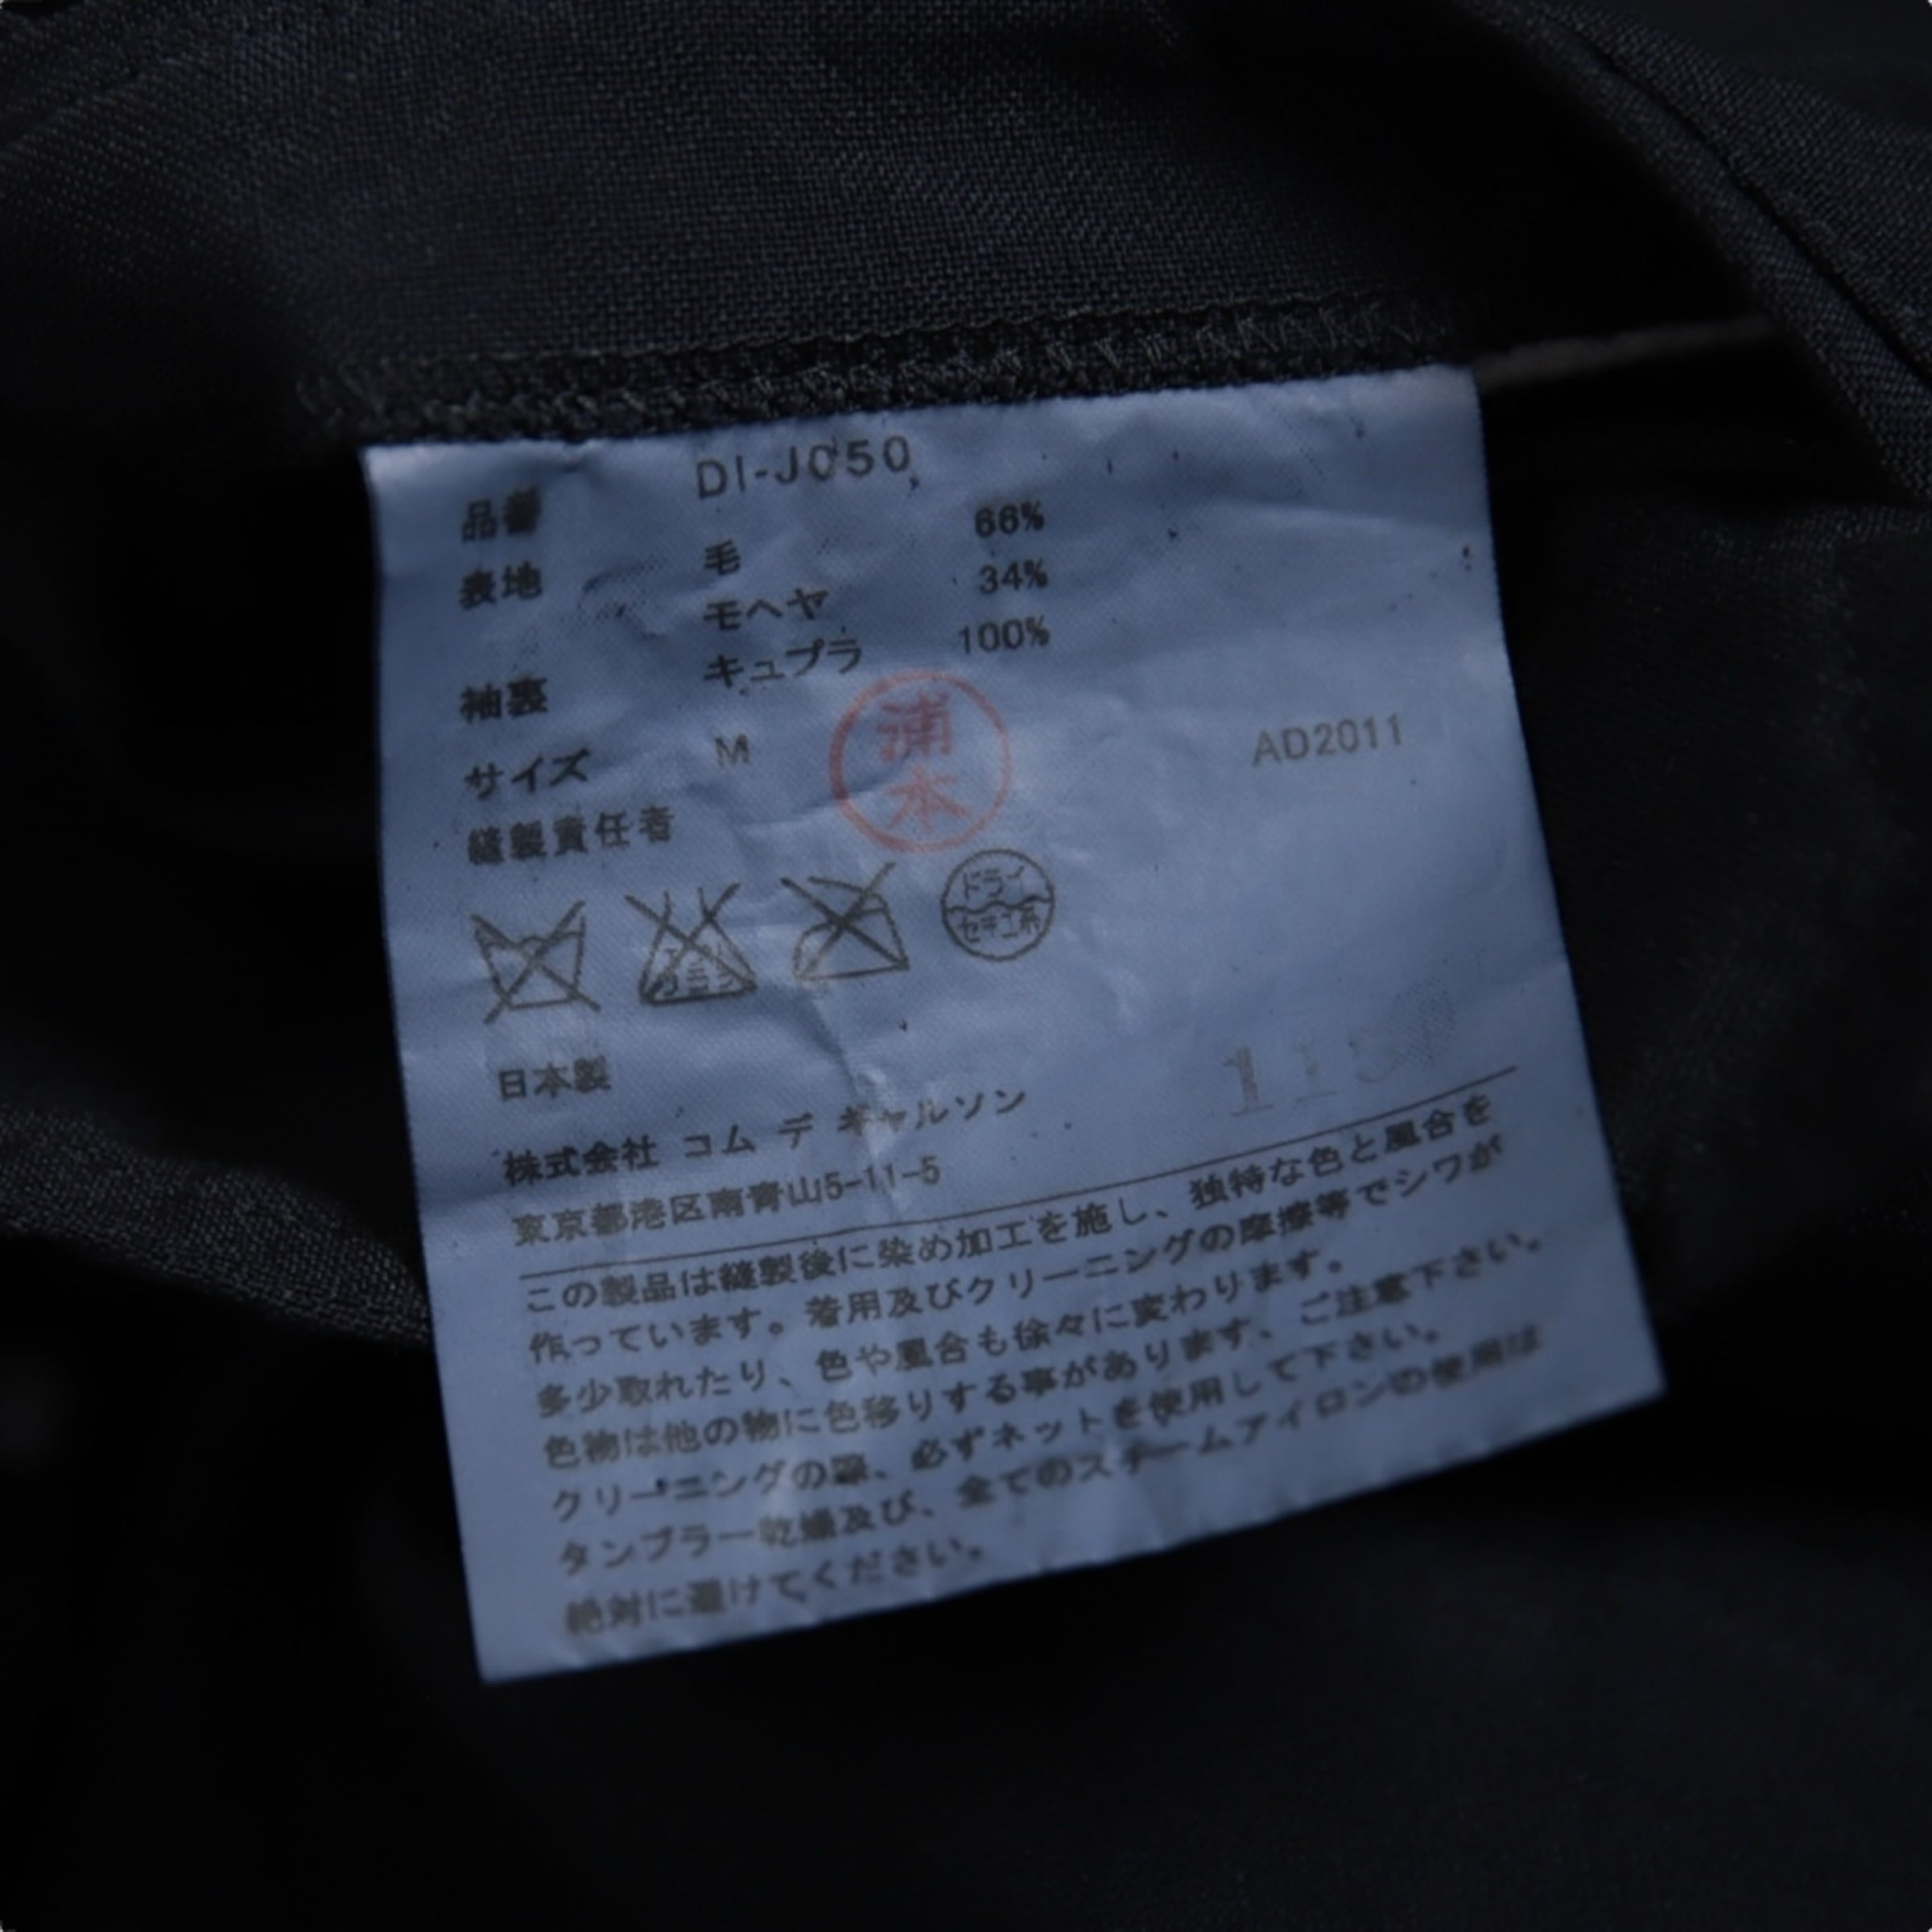 品番 DI-J050
表地 毛 66%
モヘヤ 34%
袖裏 キュプラ 100%
サイズ M AD2011
縫製責任者 浦本
エンソサラシ ドライ セキユ系
日本製
株式会社 コム デ ギャルソン
東京都港区南青山5-11-5
この製品は縫製後に染め加工を施し、独特な色と風合を
作っています。着用及びクリーニングの摩擦等でシワが
多少取れたり、色や風合も徐々に変わります。
色物は他の物に色移りする事があります、ご注意下さい。
クリーニングの際、必ずネットを使用して下さい。
タンブラー乾燥及び、全てのスチームアイロンの使用は
絶対に避けてください。